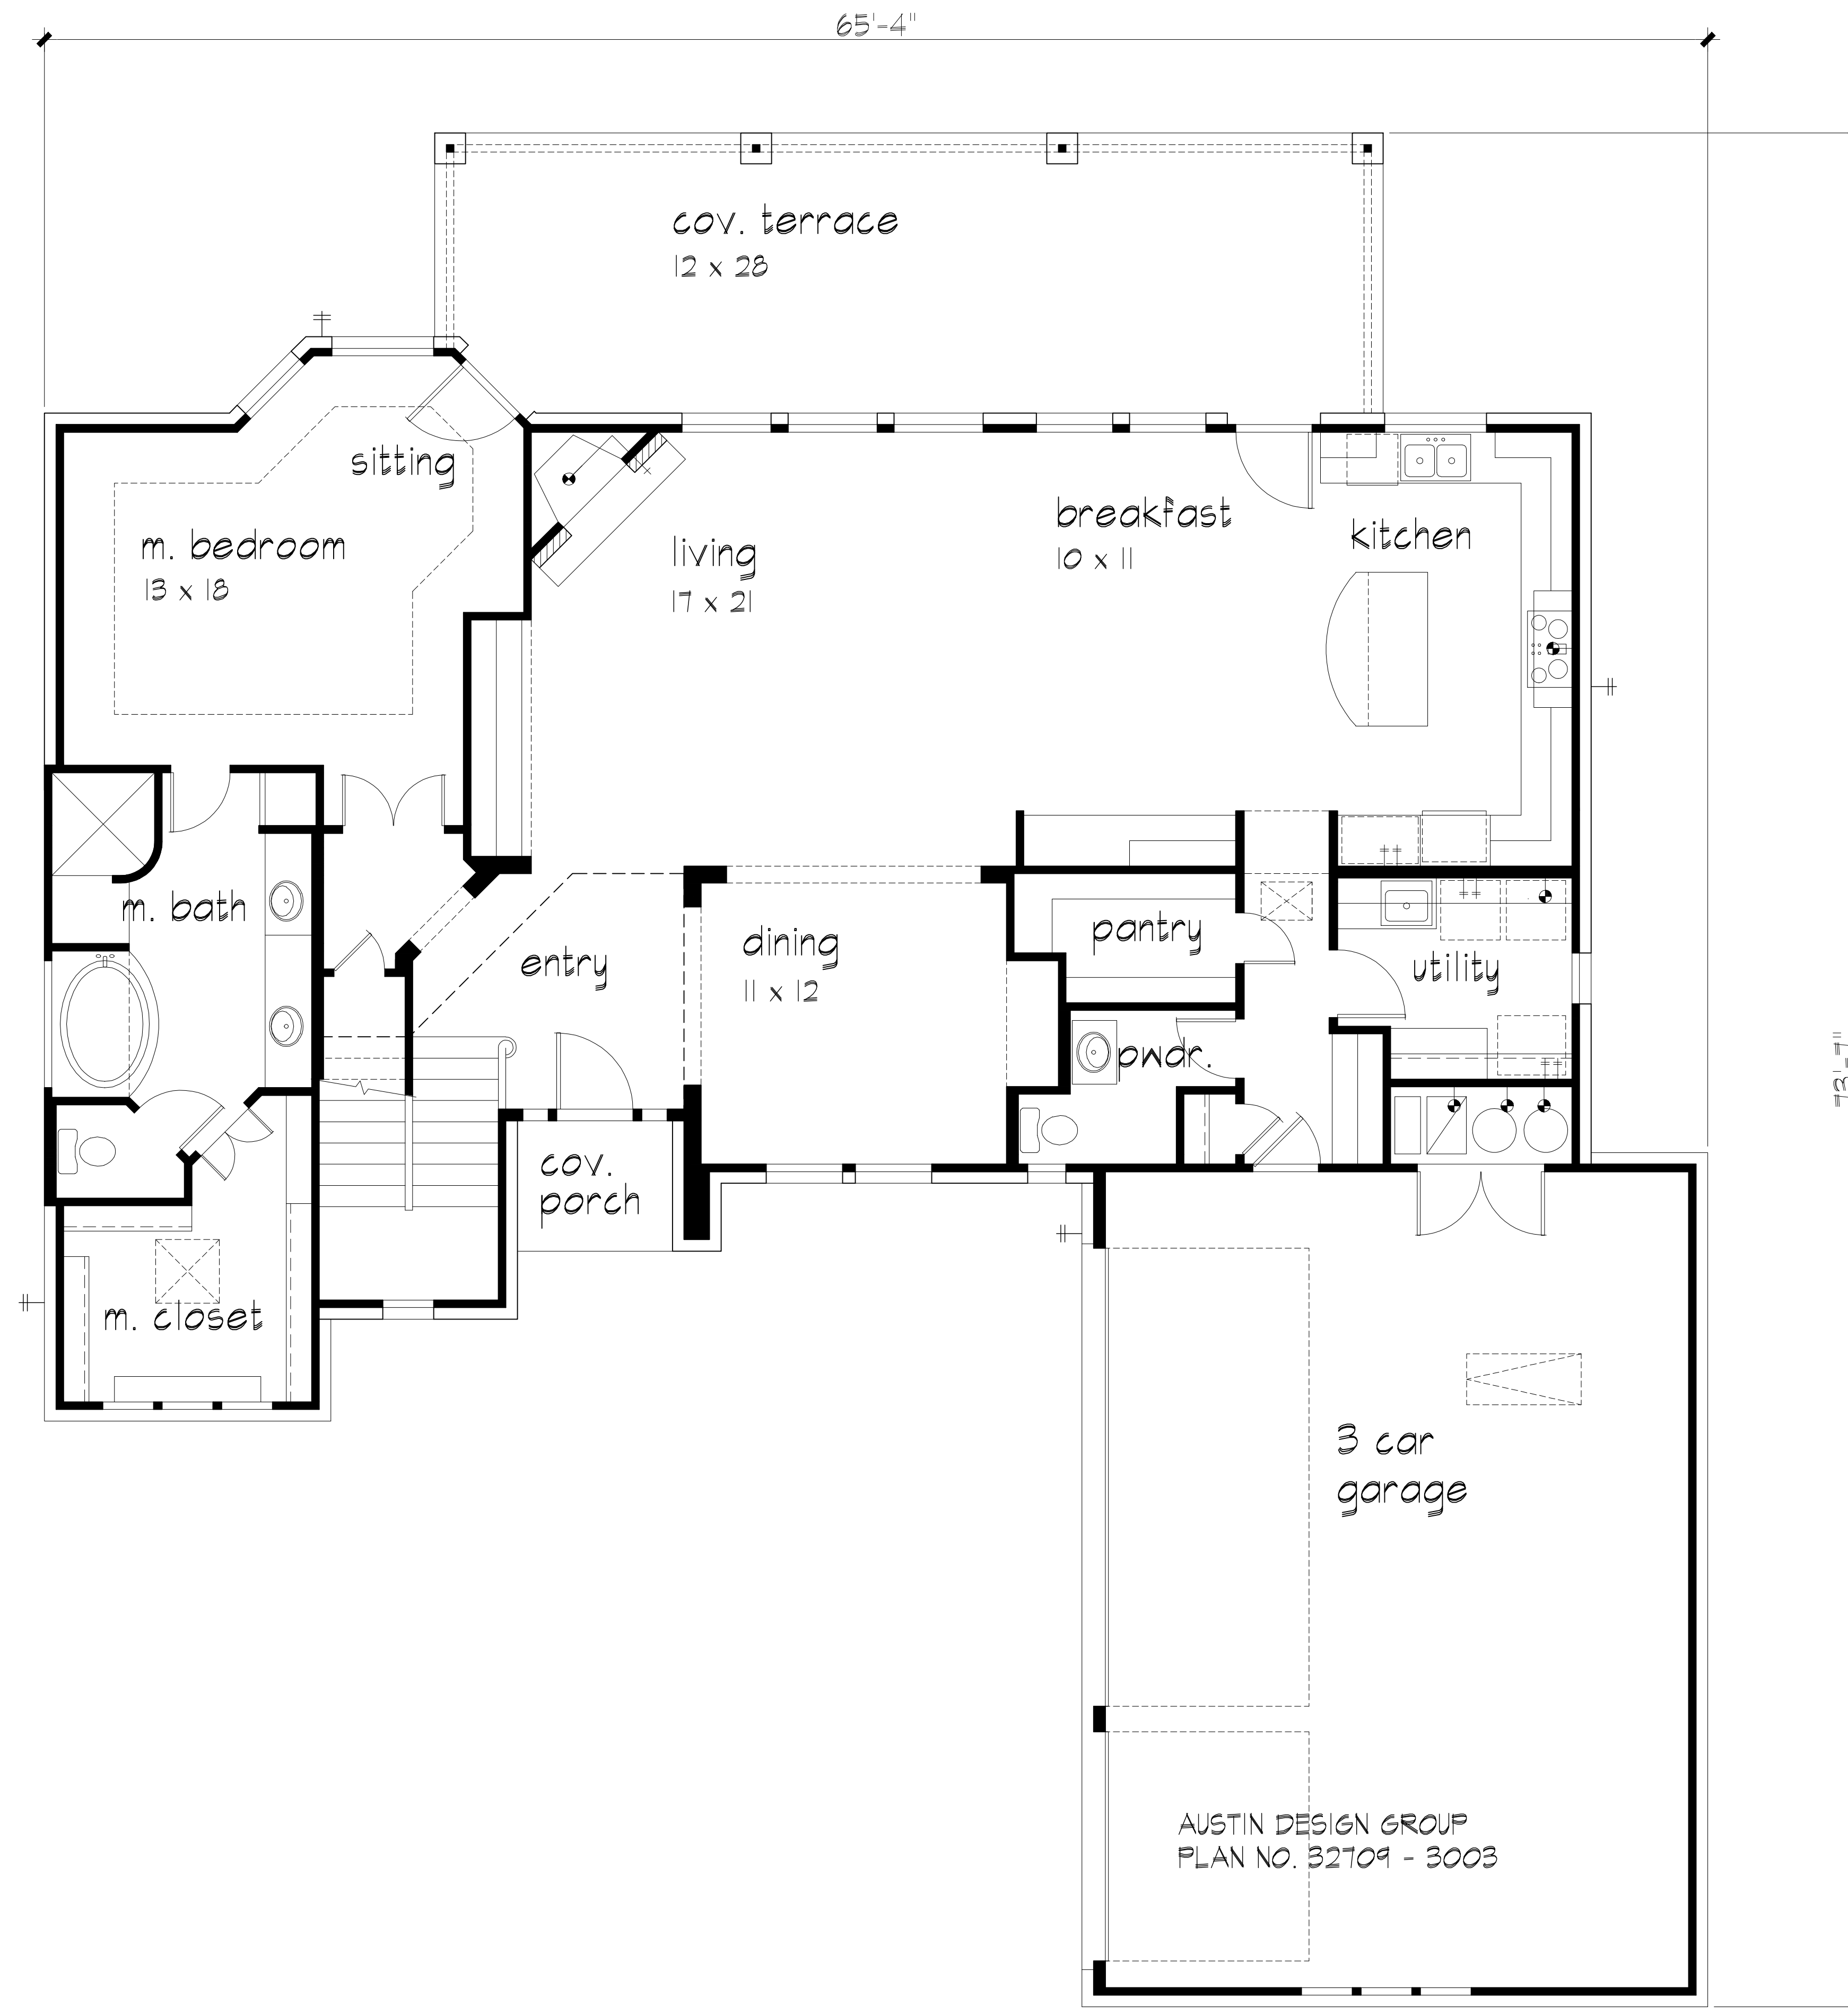 65'-4"
cov. terrace
12 x 28
sitting
m. bedroom
13 x 18
living
17 x 21
breakfast
10 x 11
kitchen
m. bath
entry
dining
11 x 12
pantry
utility
pwdr.
cov.
porch
m. closet
3 car
garage
AUSTIN DESIGN GROUP
PLAN NO. 32709 - 3003